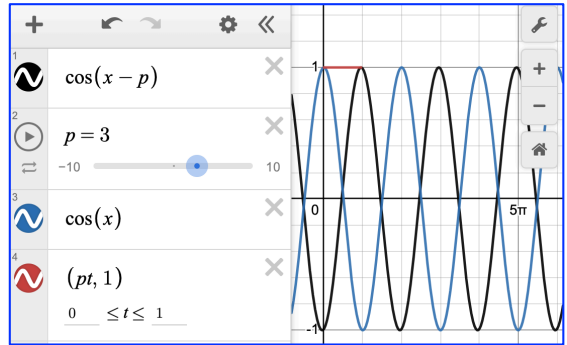 1
cos(x − p)
2
p = 3
−10
10
3
cos(x)
4
(pt, 1)
0 ≤ t ≤ 1
1
0
5π
-1